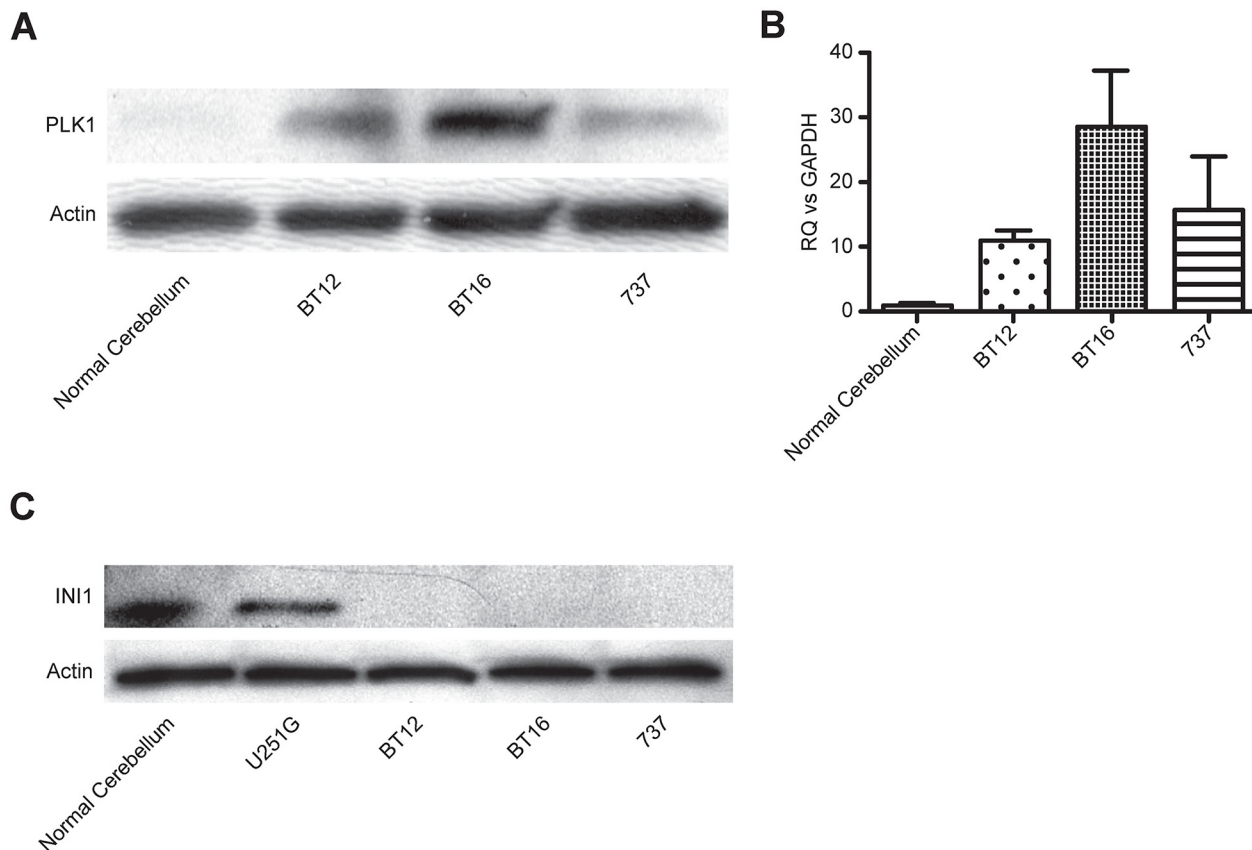 A
PLK1
Actin
Normal Cerebellum
BT12
BT16
737
B
RQ vs GAPDH
40
30
20
10
0
Normal Cerebellum
BT12
BT16
737
C
INI1
Actin
Normal Cerebellum
U251G
BT12
BT16
737